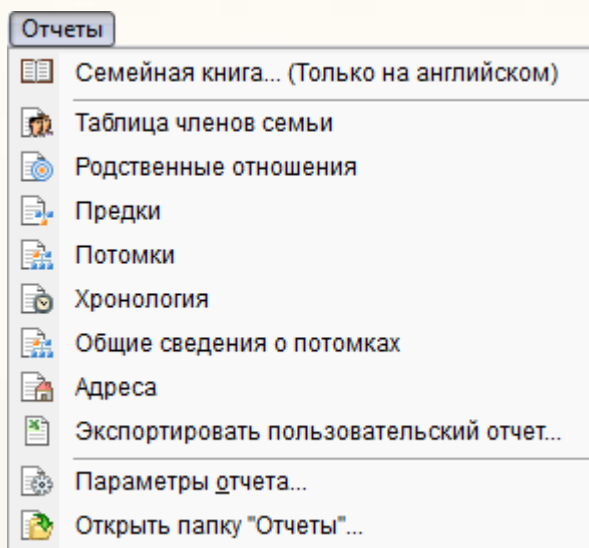 Отчеты
Семейная книга... (Только на английском)
Таблица членов семьи
Родственные отношения
Предки
Потомки
Хронология
Общие сведения о потомках
Адреса
Экспортировать пользовательский отчет...
Параметры отчета...
Открыть папку "Отчеты"...